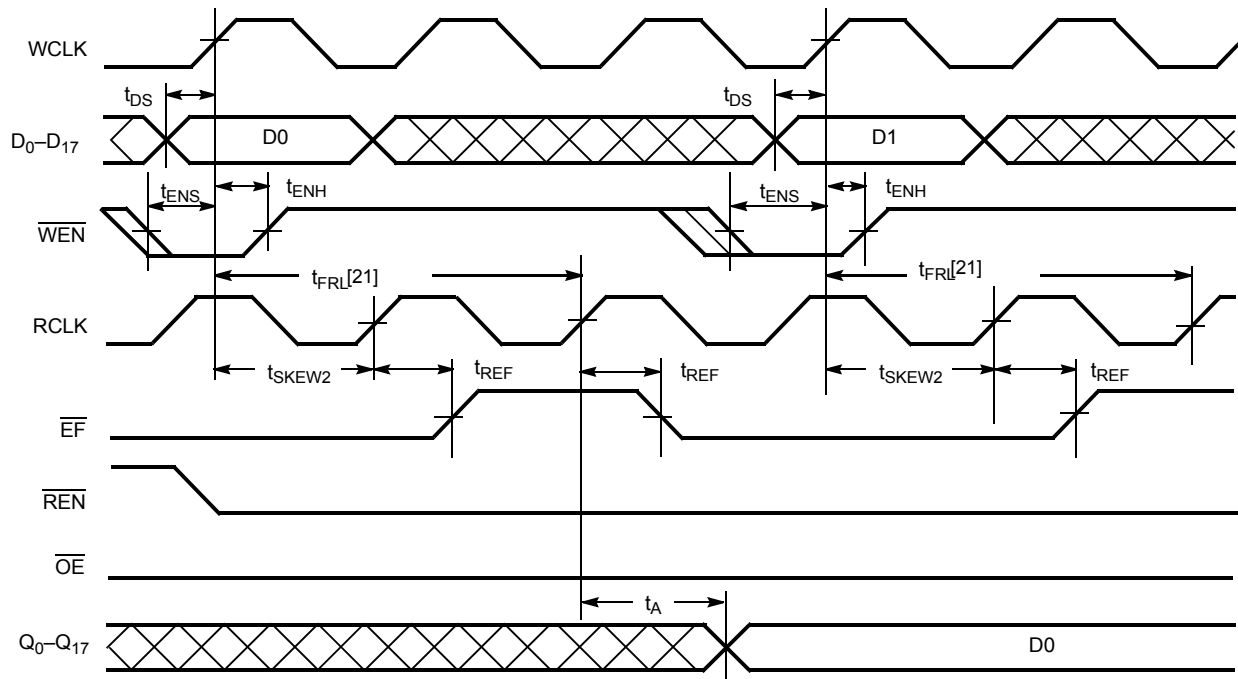 WCLK
tDS tDS
D0–D17 D0 D1
tENS tENH tENS tENH
WEN
tFRL[21] tFRL[21]
RCLK
tSKEW2 tREF tREF tSKEW2 tREF
EF
REN
OE
tA
Q0–Q17 D0